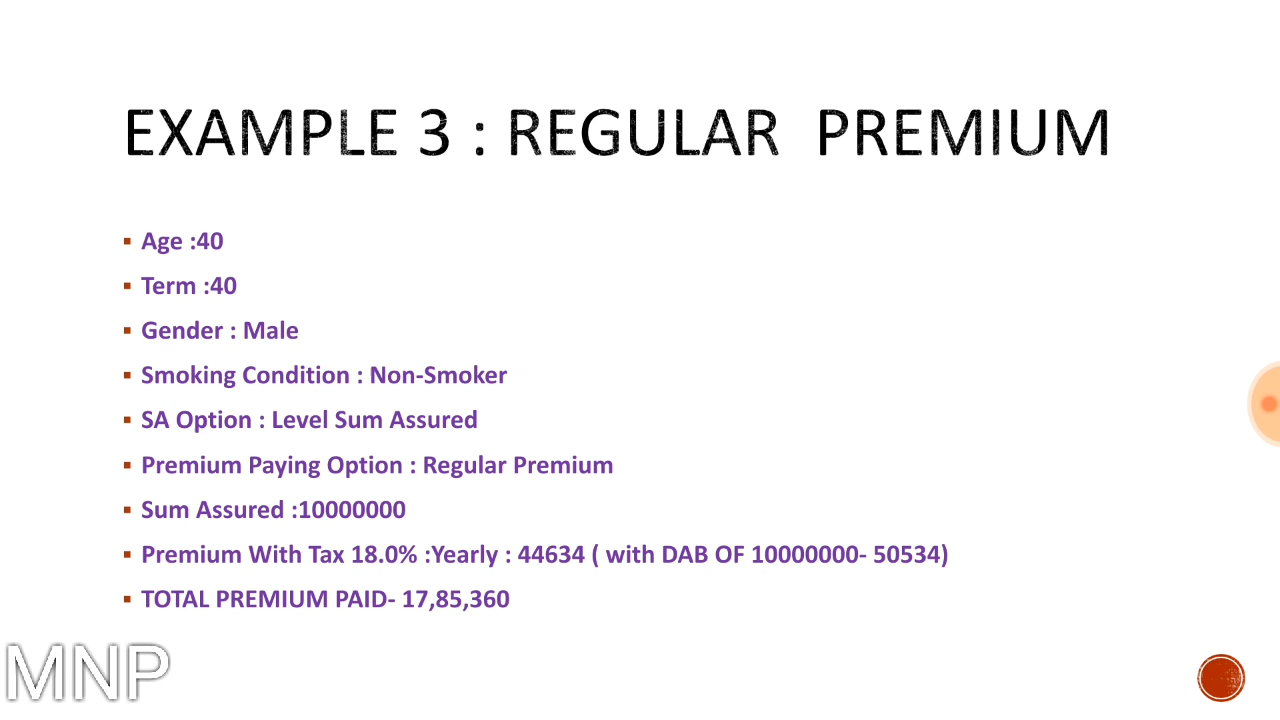 EXAMPLE 3 : REGULAR PREMIUM
Age :40
Term :40
Gender : Male
Smoking Condition : Non-Smoker
SA Option : Level Sum Assured
Premium Paying Option : Regular Premium
Sum Assured :10000000
Premium With Tax 18.0% :Yearly : 44634 ( with DAB OF 10000000- 50534)
TOTAL PREMIUM PAID- 17,85,360
MNP